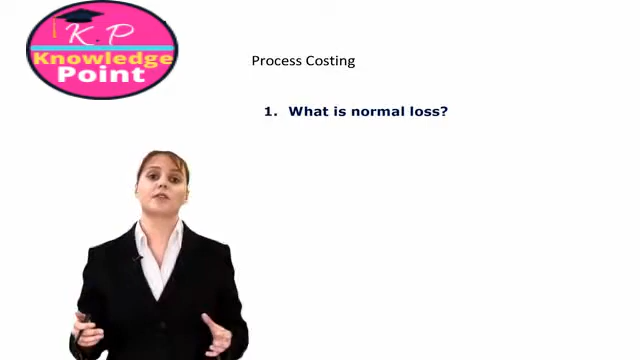 K.P
Knowledge
Point
Process Costing
1. What is normal loss?